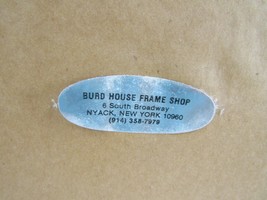 BURD HOUSE FRAME SHOP
6 South Broadway
NYACK, NEW YORK 10960
(914) 358-7979